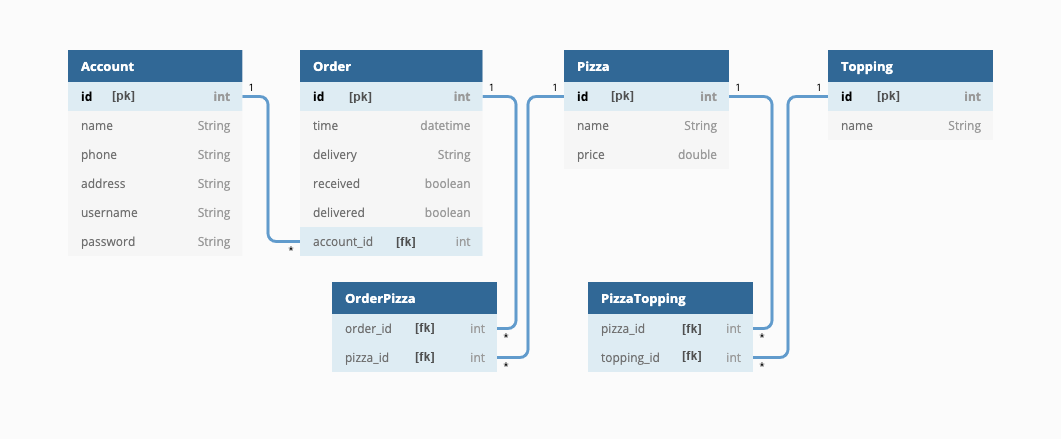 Account
id [pk] int
name String
phone String
address String
username String
password String
1
*
Order
id [pk] int
time datetime
delivery String
received boolean
delivered boolean
account_id [fk] int
1
Pizza
id [pk] int
name String
price double
1
1
Topping
id [pk] int
name String
1
OrderPizza
order_id [fk] int
pizza_id [fk] int
*
*
PizzaTopping
pizza_id [fk] int
topping_id [fk] int
*
*